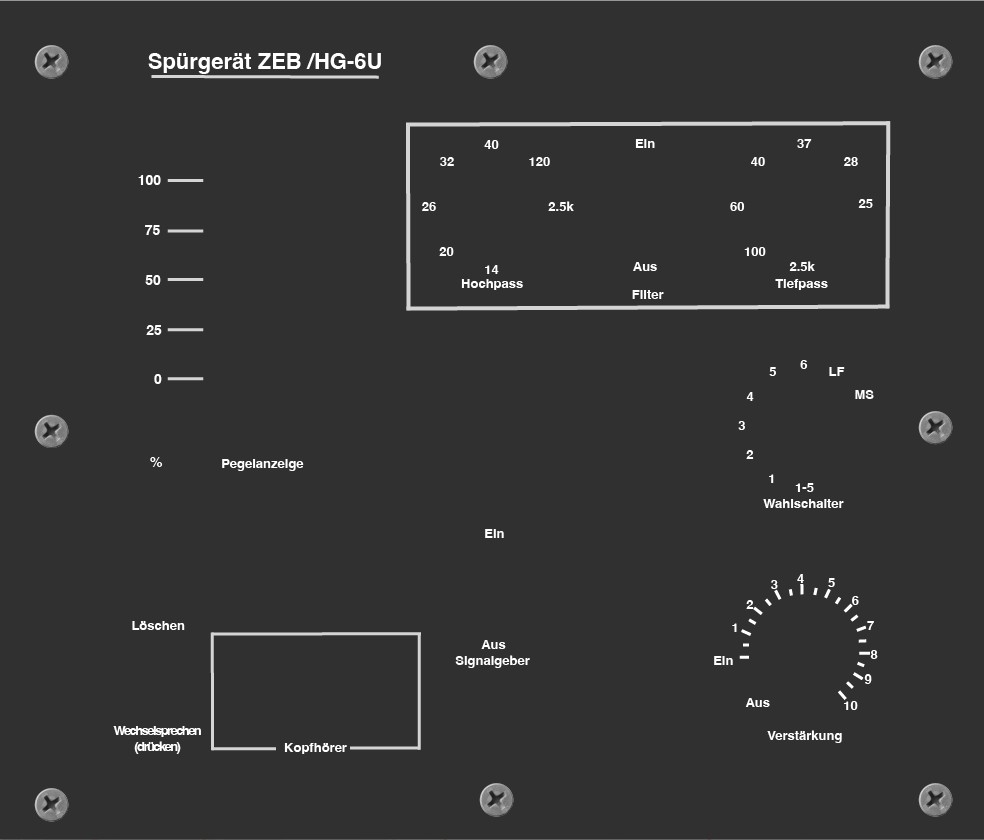 Spürgerät ZEB /HG-6U
40
Ein
37
32
120
40
28
26
2.5k
60
25
20
100
14
Aus
2.5k
Hochpass
Filter
Tiefpass
100
75
50
25
0
%
Pegelanzeige
6
5
LF
4
MS
3
2
1
1-5
Wahlschalter
Ein
Aus
Signalgeber
Löschen
Wechselsprechen
(drücken)
Kopfhörer
4
3
5
2
6
1
7
Ein
8
9
Aus
10
Verstärkung